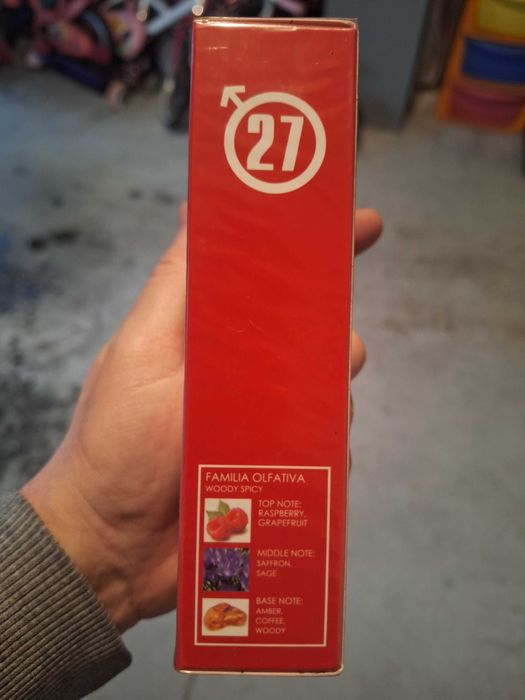 27
FAMILIA OLFATIVA
WOODY SPICY
TOP NOTE:
RASPBERRY,
GRAPEFRUIT
MIDDLE NOTE:
SAFFRON,
SAGE
BASE NOTE:
AMBER,
COFFEE,
WOODY